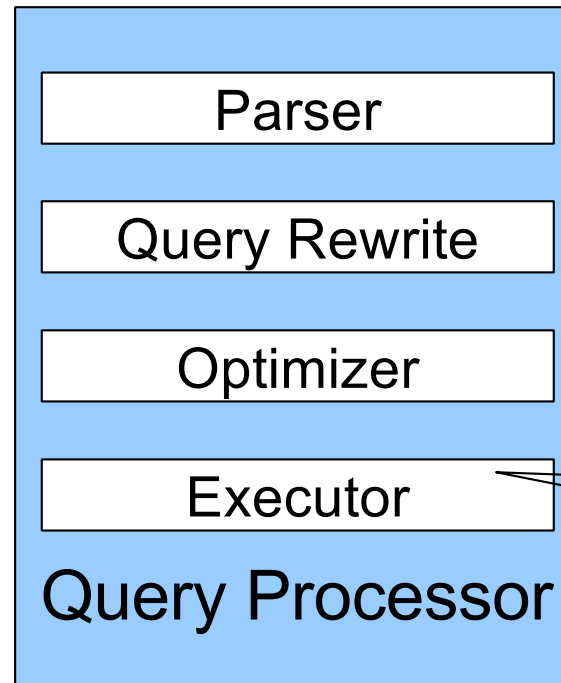 Parser
Query Rewrite
Optimizer
Executor
Query Processor